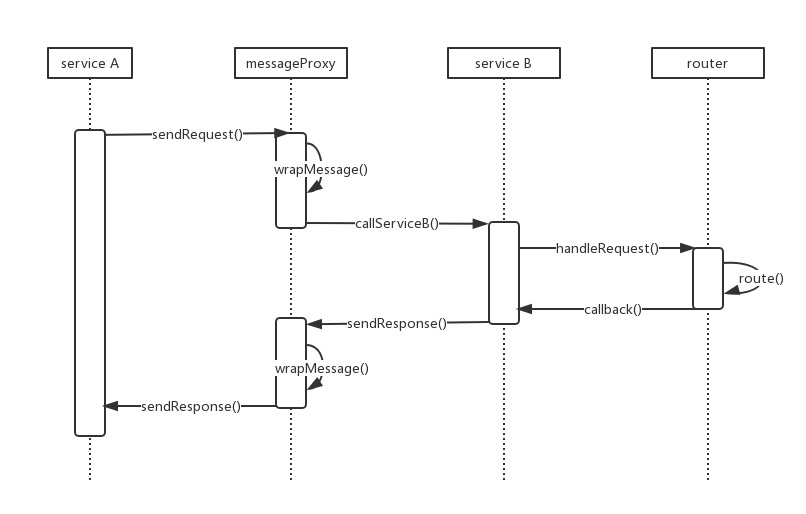 service A
messageProxy
service B
router
sendRequest()
wrapMessage()
callServiceB()
handleRequest()
route()
callback()
sendResponse()
wrapMessage()
sendResponse()